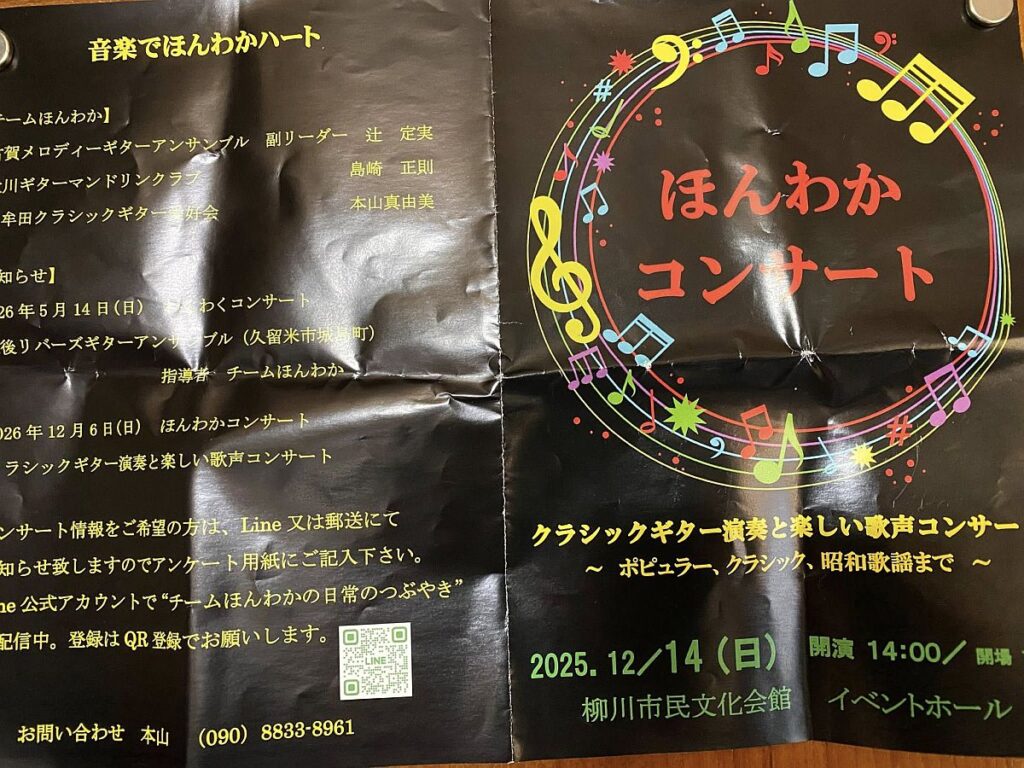 音楽でほんわかハート
チームほんわか】
賀メロディーギターアンサンブル 副リーダー 辻 定実
川ギターマンドリンクラブ 島崎 正則
牟田クラシックギター 好会 本山真由美
知らせ】
26年5月14日(日) くわくコンサート
後リバーズギターアンサンブル(久留米市城島町)
指導者 チームほんわか
026年12月6日(日) ほんわかコンサート
ラシックギター演奏と楽しい歌声コンサート
ンサート情報をご希望の方は、Line又は郵送にて
知らせ致しますのでアンケート用紙にご記入下さい。
ne公式アカウントで“チームほんわかの日常のつぶやき”
配信中。登録はQR登録でお願いします。
LINE
お問い合わせ 本山 (090) 8833-8961
ほんわか
コンサート
クラシックギター演奏と楽しい歌声コンサー
~ ポピュラー、クラシック、昭和歌謡まで ~
2025. 12/14(日) 開演 14:00/ 開場
柳川市民文化会館 イベントホール